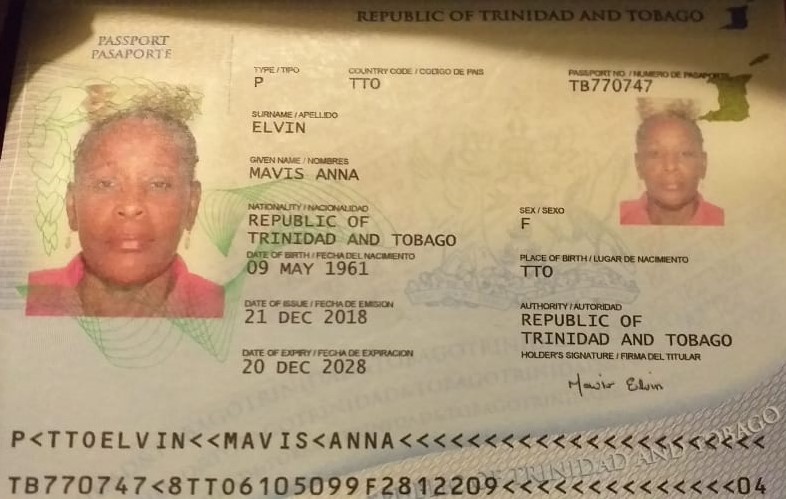 REPUBLIC OF TRINIDAD AND TOBAGO
PASSPORT
PASAPORTE
TYPE / TIPO COUNTRY CODE / CODIGO DE PAIS PASSPORT NO. / NUMERO DE PASAPORTE
P TTO TB770747
SURNAME / APELLIDO
ELVIN
GIVEN NAME / NOMBRES
MAVIS ANNA
NATIONALITY / NACIONALIDAD
REPUBLIC OF
TRINIDAD AND TOBAGO
SEX / SEXO
F
DATE OF BIRTH / FECHA DEL NACIMIENTO
09 MAY 1961
PLACE OF BIRTH / LUGAR DE NACIMIENTO
TTO
DATE OF ISSUE / FECHA DE EMISION
21 DEC 2018
AUTHORITY / AUTORIDAD
REPUBLIC OF
TRINIDAD AND TOBAGO
DATE OF EXPIRY / FECHA DE EXPIRACION
20 DEC 2028
HOLDER'S SIGNATURE / FIRMA DEL TITULAR
Mavis Elvin
P<TTOELVIN<<MAVIS<ANNA<<<<<<<<<<<<<<<<<<<<<<
TB770747<8TTO6105099F2812209<<<<<<<<<<<<<<04